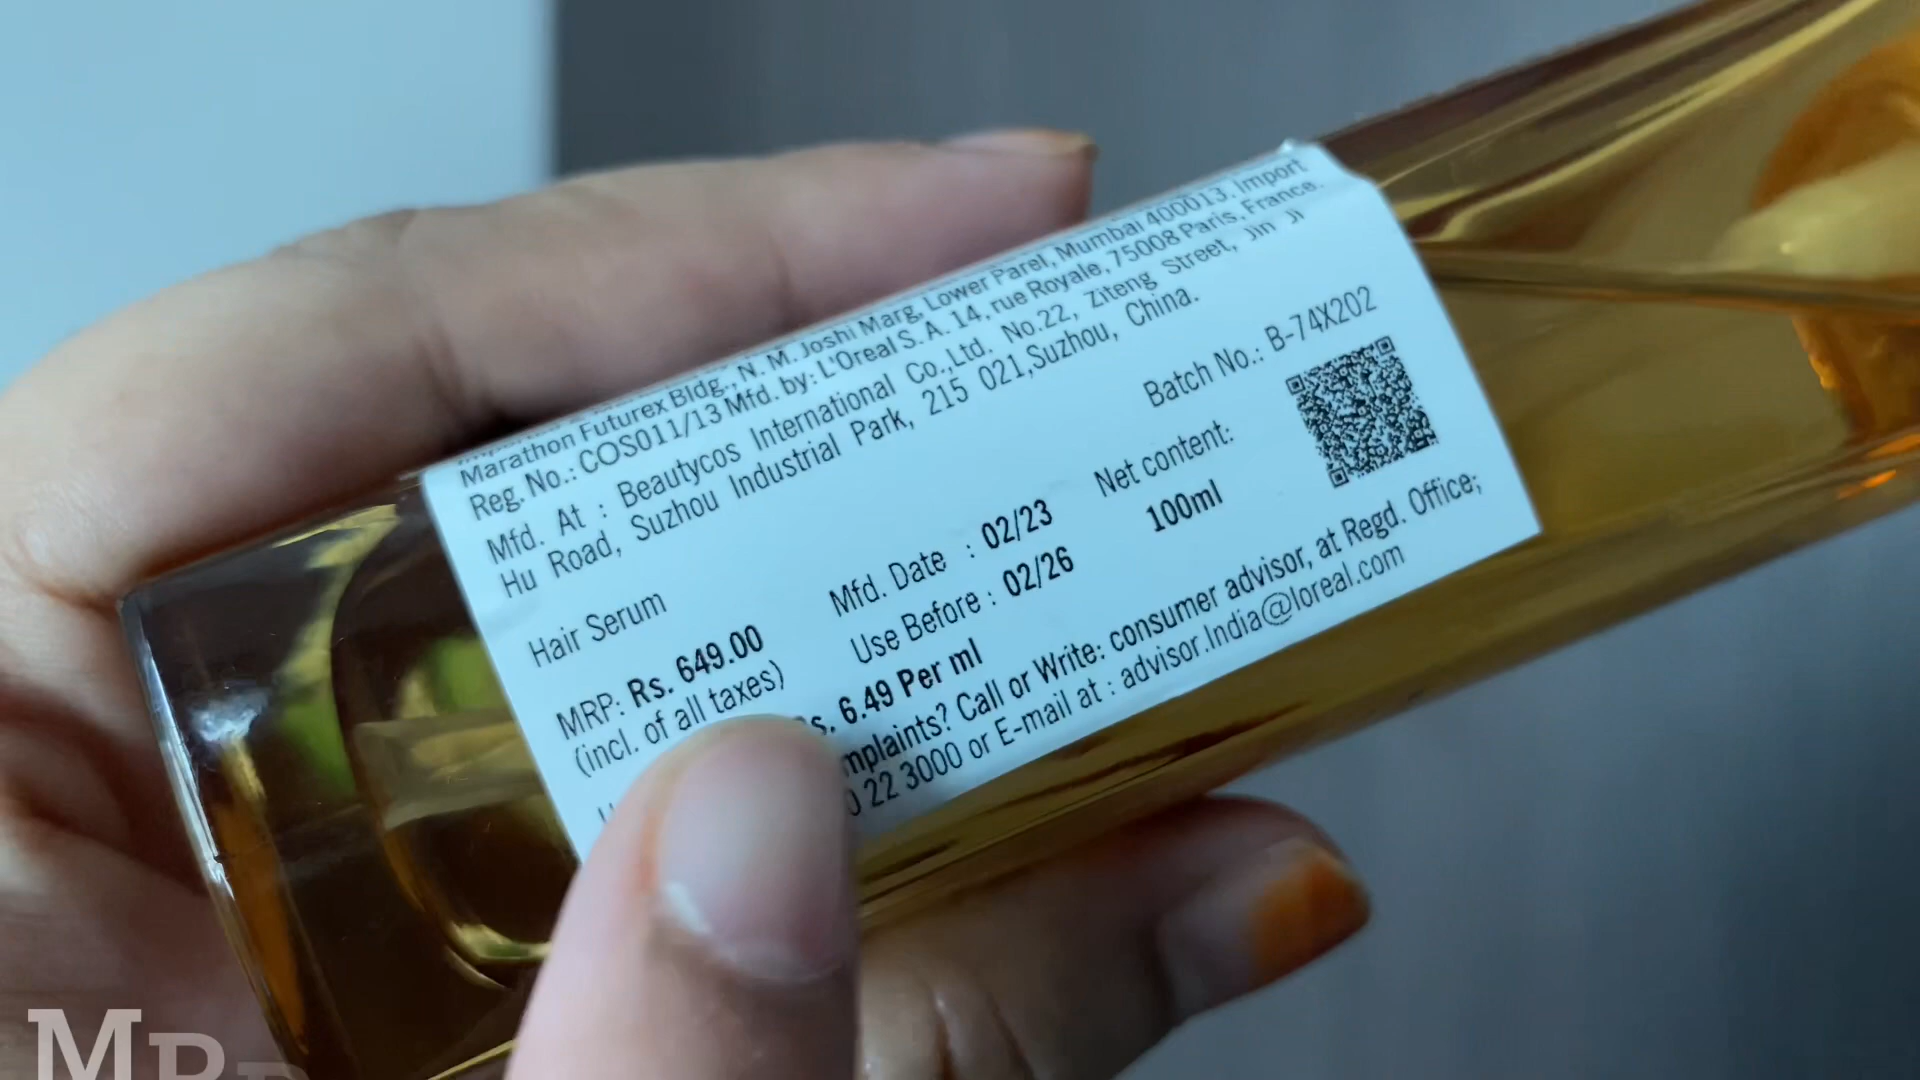 Marathon Futurex Bldg., N. M. Joshi Marg, Lower Parel, Mumbai 400013. Import
Reg. No.: COS011/13 Mfd. by: L'Oreal S. A. 14, rue Royale, 75008 Paris, France.
Mfd. At : Beautycos International Co.,Ltd. No.22, Ziteng Street, Jin Ji
Hu Road, Suzhou Industrial Park, 215 021,Suzhou, China.
Batch No.: B-74X202
Hair Serum
Mfd. Date : 02/23
Use Before : 02/26
Net content:
100ml
MRP: Rs. 649.00
(incl. of all taxes)
6.49 Per ml
Call or Write: consumer advisor, at Regd. Office;
22 3000 or E-mail at : advisor.India@loreal.com